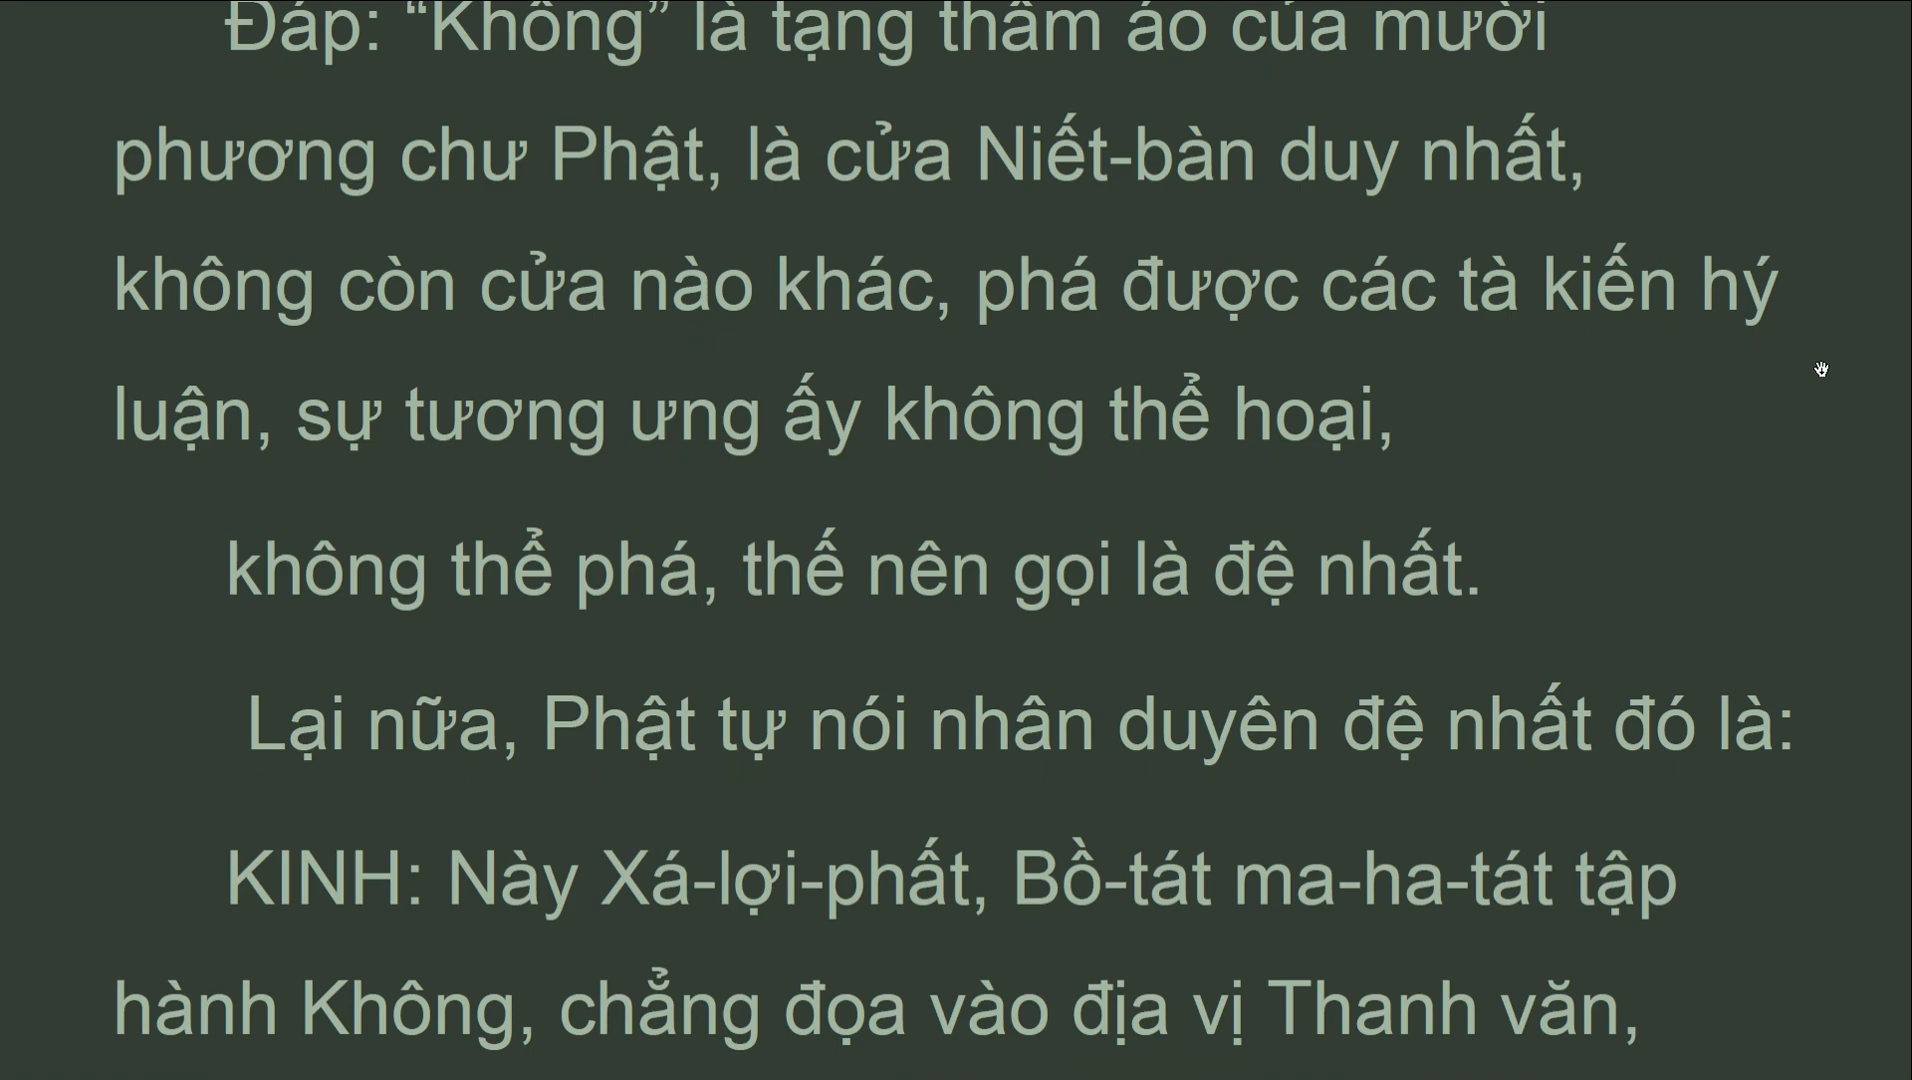 Đáp: “Không” là tạng thâm áo của mười
phương chư Phật, là cửa Niết-bàn duy nhất,
không còn cửa nào khác, phá được các tà kiến hý
luận, sự tương ưng ấy không thể hoại,
không thể phá, thế nên gọi là đệ nhất.
Lại nữa, Phật tự nói nhân duyên đệ nhất đó là:
KINH: Này Xá-lợi-phất, Bồ-tát ma-ha-tát tập
hành Không, chẳng đọa vào địa vị Thanh văn,